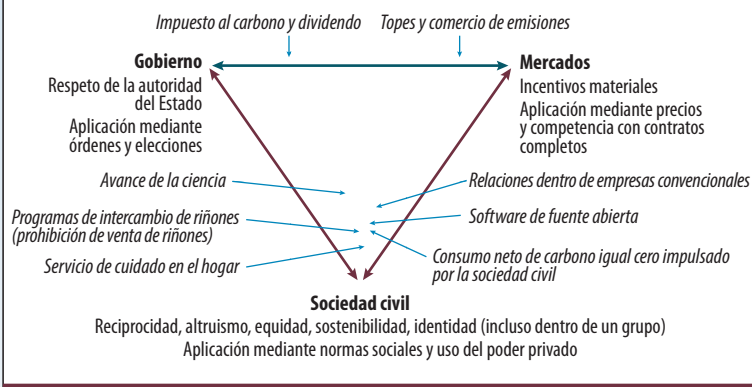 Impuesto al carbono y dividendo
Topes y comercio de emisiones
Gobierno
Respeto de la autoridad
del Estado
Aplicación mediante
órdenes y elecciones
Mercados
Incentivos materiales
Aplicación mediante precios
y competencia con contratos
completos
Avance de la ciencia
Programas de intercambio de riñones
(prohibición de venta de riñones)
Servicio de cuidado en el hogar
Relaciones dentro de empresas convencionales
Software de fuente abierta
Consumo neto de carbono igual cero impulsado
por la sociedad civil
Sociedad civil
Reciprocidad, altruismo, equidad, sostenibilidad, identidad (incluso dentro de un grupo)
Aplicación mediante normas sociales y uso del poder privado